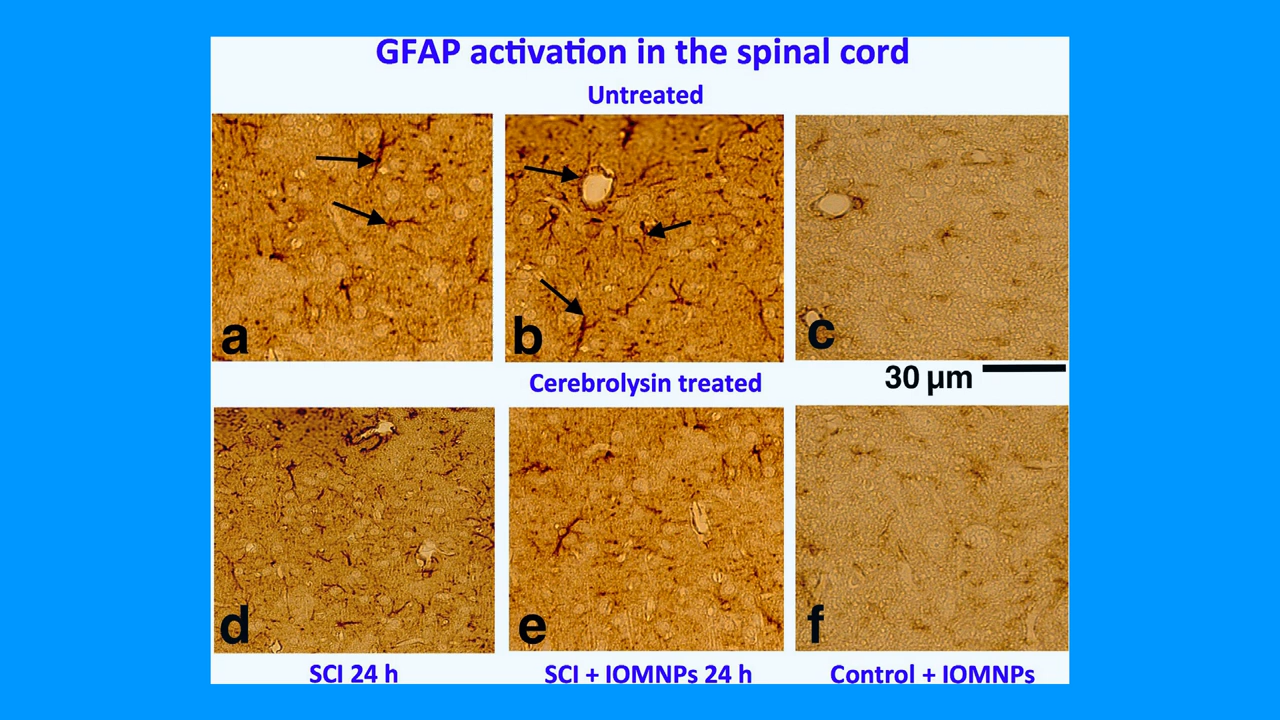 GFAP activation in the spinal cord
Untreated
a
b
c
30 µm
Cerebrolysin treated
d
e
f
SCI 24 h
SCI + IOMNPs 24 h
Control + IOMNPs